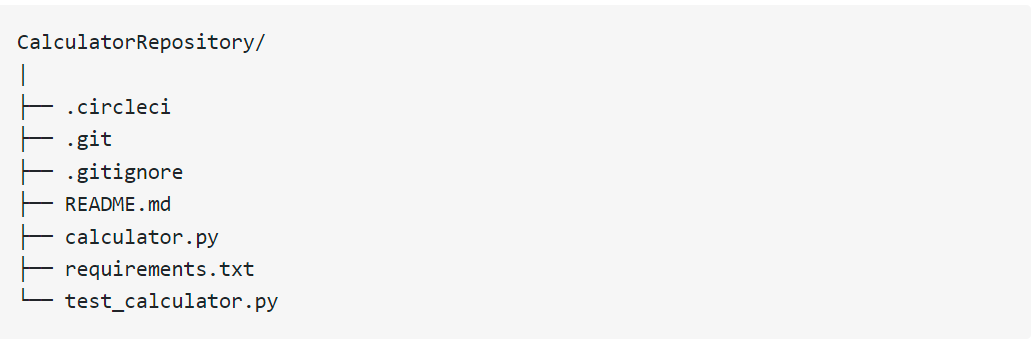 CalculatorRepository/
│
├── .circleci
├── .git
├── .gitignore
├── README.md
├── calculator.py
├── requirements.txt
└── test_calculator.py